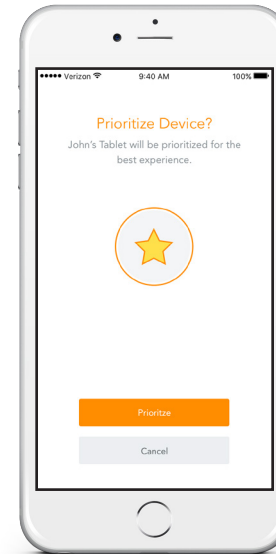 Verizon 9:40 AM 100%
Prioritize Device?
John's Tablet will be prioritized for the
best experience.
Prioritze
Cancel